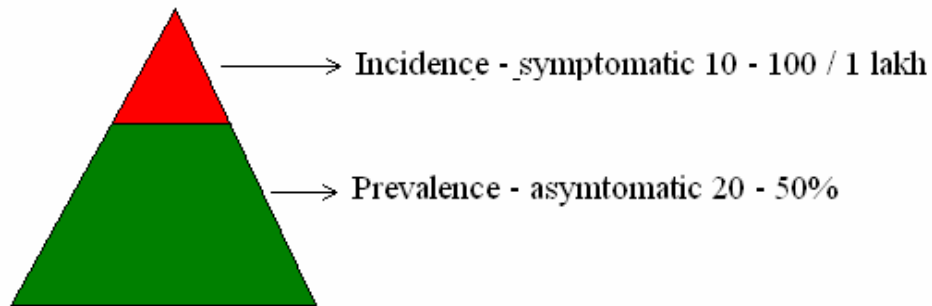 Incidence - symptomatic 10 - 100 / 1 lakh
Prevalence - asymtomatic 20 - 50%